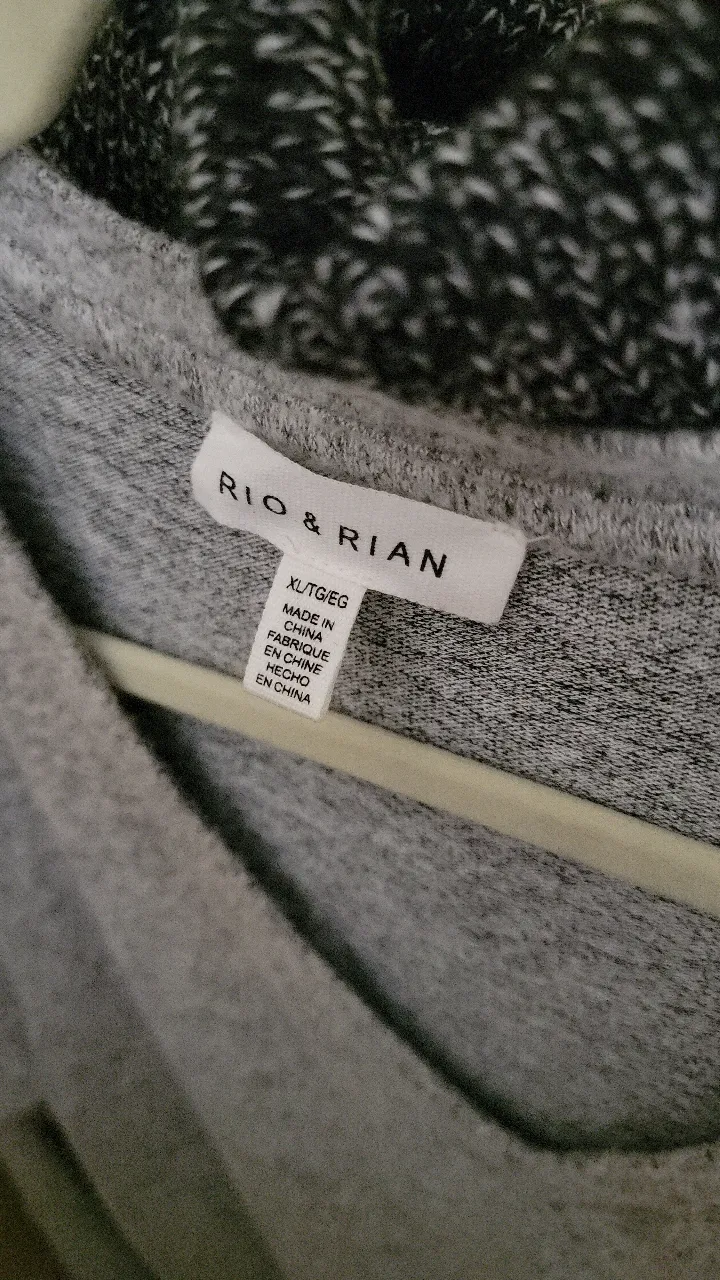 RIO & RIAN
XL/TG/EG
MADE IN
CHINA
FABRIQUE
EN CHINE
HECHO
EN CHINA